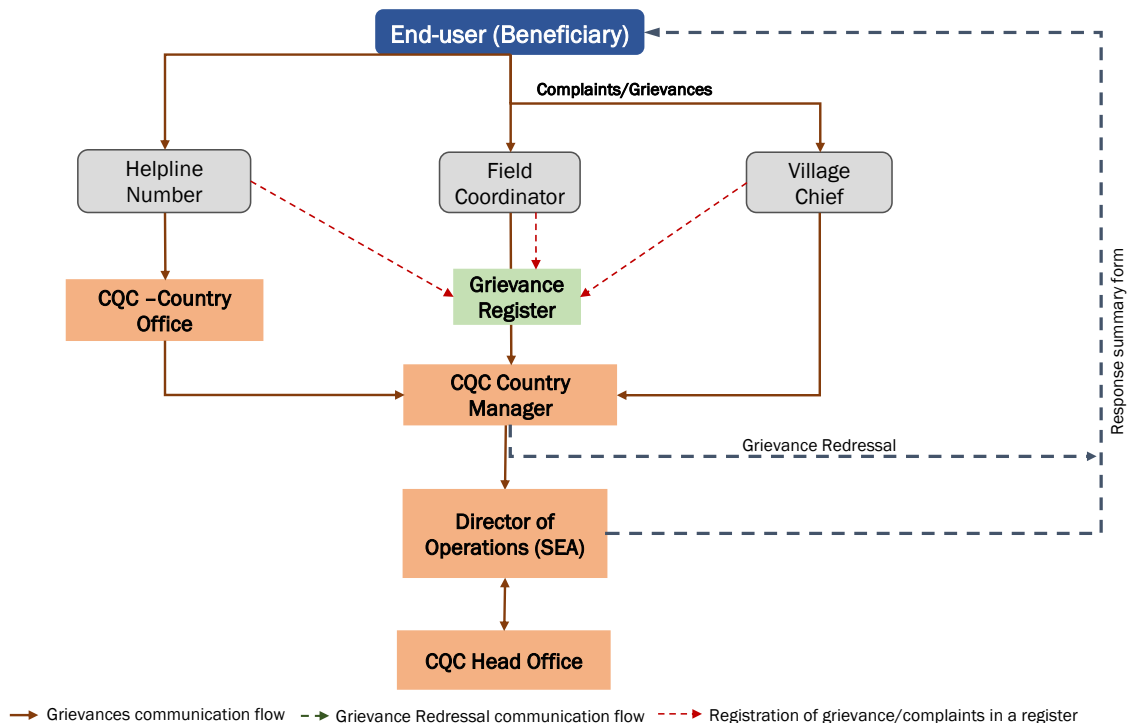 End-user (Beneficiary)
Complaints/Grievances
Helpline
Number
Field
Coordinator
Village
Chief
Grievance
Register
CQC –Country
Office
CQC Country
Manager
Grievance Redressal
Response summary form
Director of
Operations (SEA)
CQC Head Office
Grievances communication flow
Grievance Redressal communication flow
Registration of grievance/complaints in a register